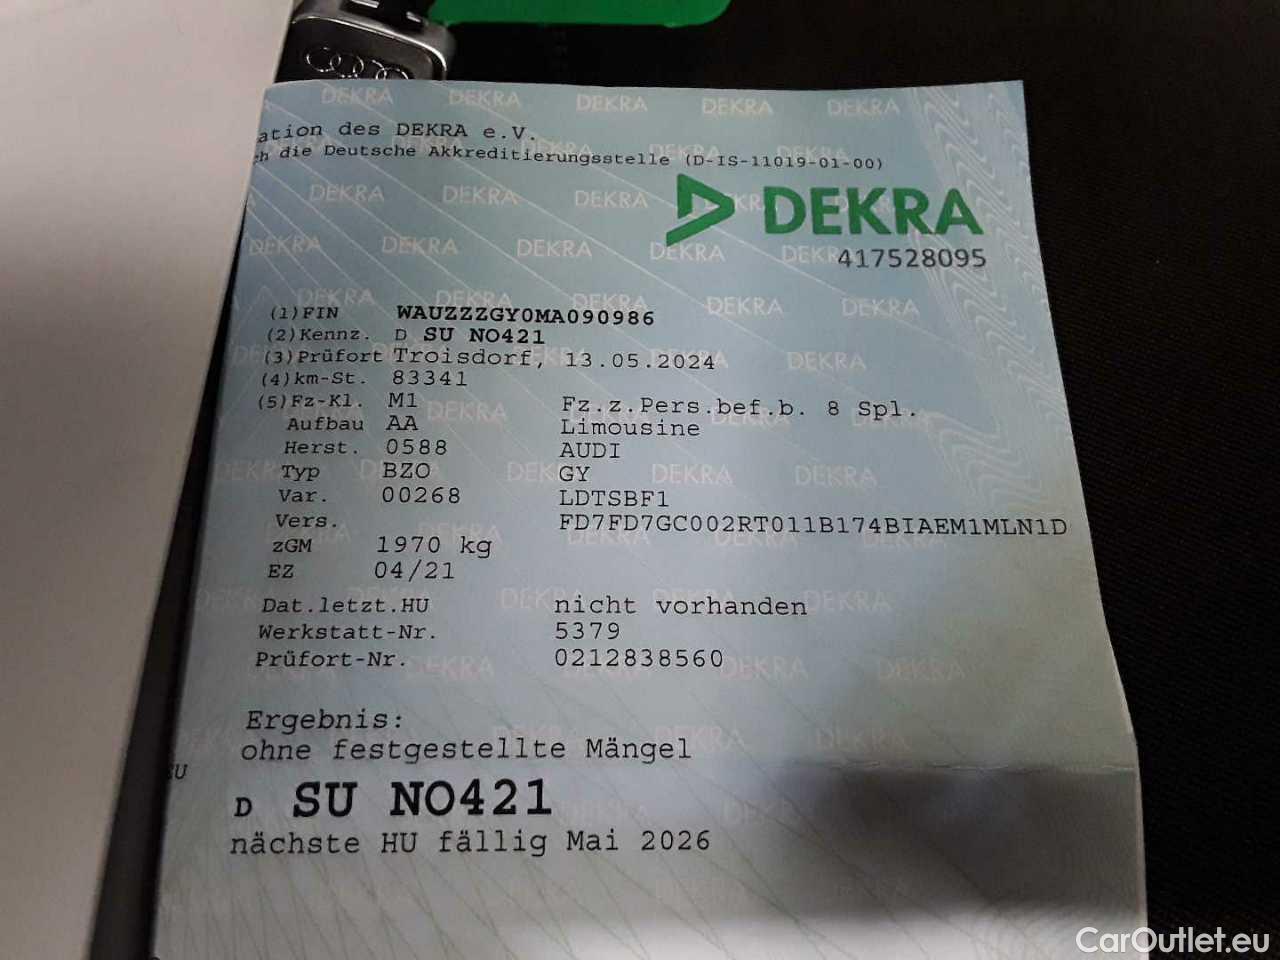 ation des DEKRA e.V.
ch die Deutsche Akkreditierungsstelle (D-IS-11019-01-00)
DEKRA
417528095
(1)FIN WAUZZZGY0MA090986
(2)Kennz. D SU NO421
(3)Prüfort Troisdorf, 13.05.2024
(4)km-St. 83341
(5)Fz-Kl. M1 Fz.z.Pers.bef.b. 8 Spl.
Aufbau AA Limousine
Herst. 0588 AUDI
Typ BZO GY
Var. 00268 LDTSBF1
Vers. FD7FD7GC002RT011B174BIAEM1MLN1D
zGM 1970 kg
EZ 04/21
Dat.letzt.HU nicht vorhanden
Werkstatt-Nr. 5379
Prüfort-Nr. 0212838560
Ergebnis:
ohne festgestellte Mängel
D SU NO421
nächste HU fällig Mai 2026
CarOutlet.eu